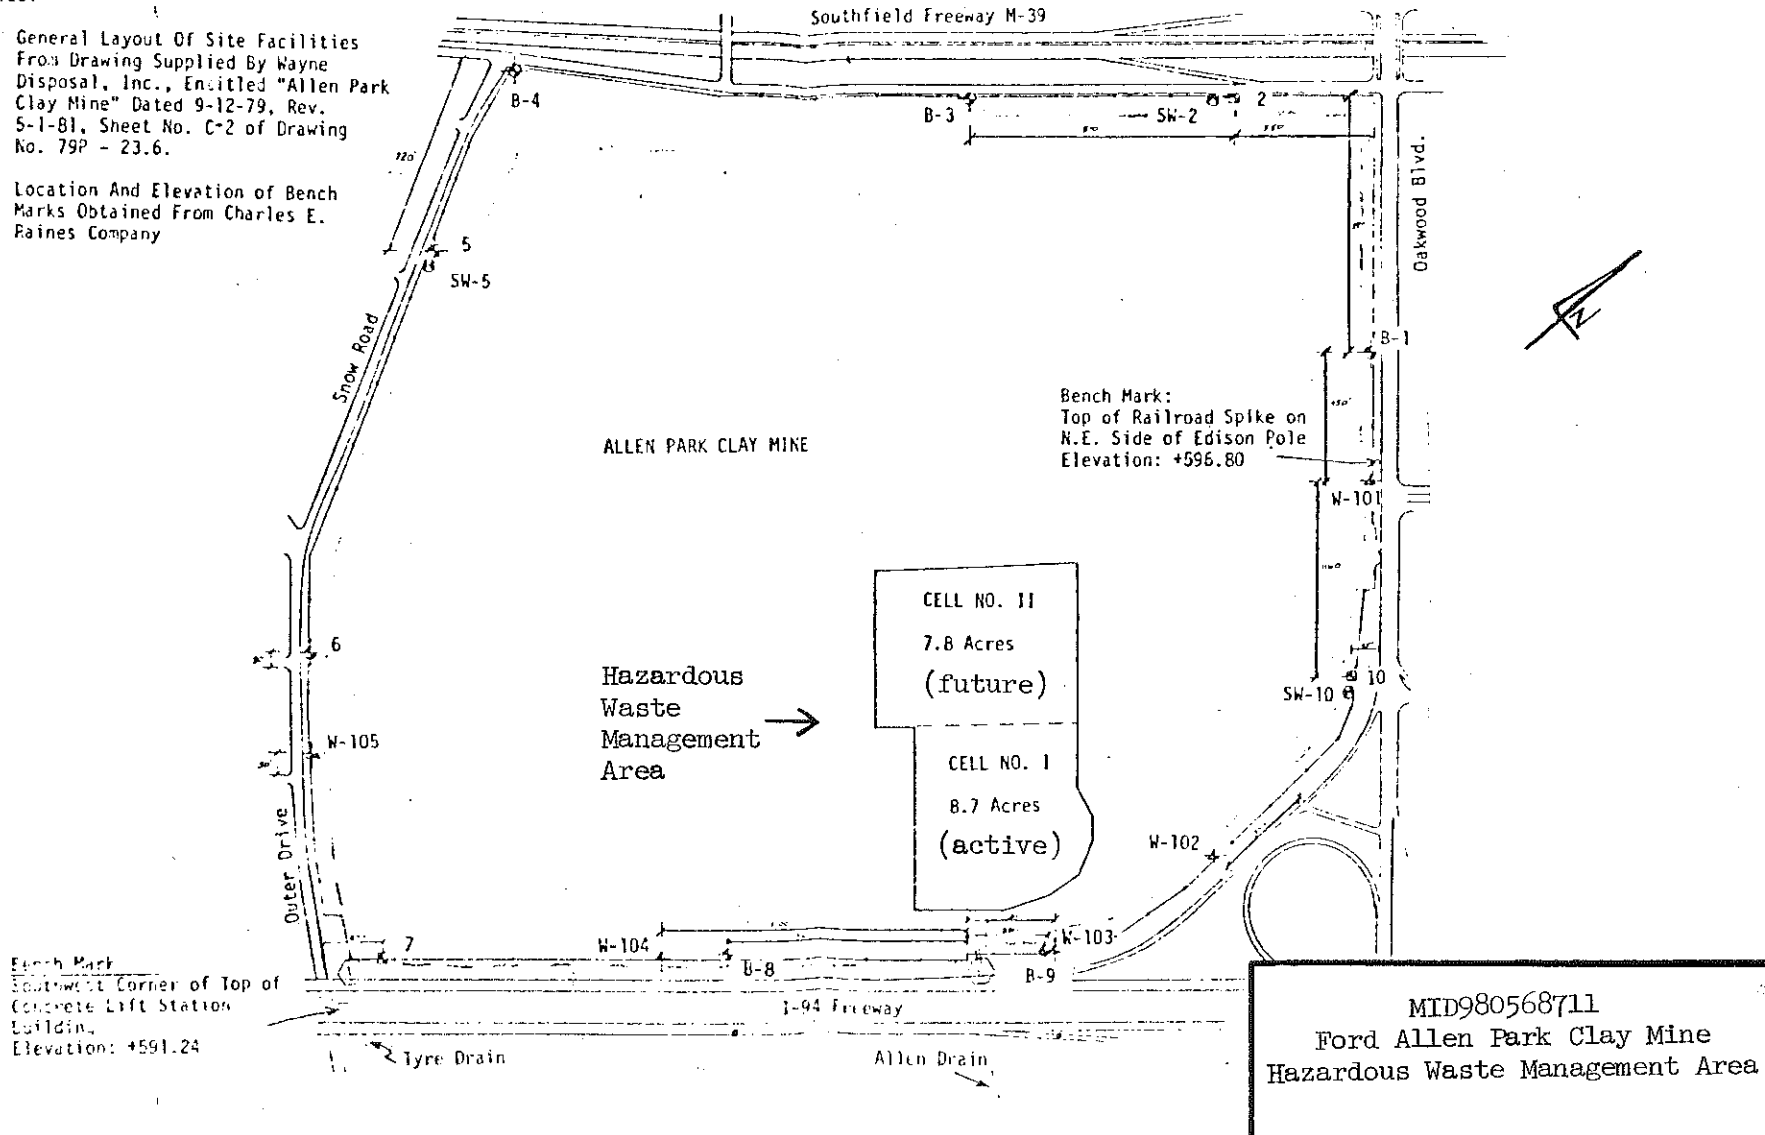 Southfield Freeway M-39
General Layout Of Site Facilities
From Drawing Supplied By Wayne
Disposal, Inc., Entitled "Allen Park
Clay Mine" Dated 9-12-79, Rev.
5-1-81, Sheet No. C-2 of Drawing
No. 79P - 23.6.
Location And Elevation of Bench
Marks Obtained From Charles E.
Raines Company
B-4
B-3
SW-2
2
Oakwood Blvd.
720'
5
SW-5
Snow Road
B-1
450'
Bench Mark:
Top of Railroad Spike on
N.E. Side of Edison Pole
Elevation: +596.80
N
ALLEN PARK CLAY MINE
W-101
CELL NO. II
7.8 Acres
(future)
6
Hazardous
Waste
Management
Area
10
SW-10
W-105
CELL NO. I
8.7 Acres
(active)
W-102
Outer Drive
7
W-104
B-8
W-103
B-9
Bench Mark
Southwest Corner of Top of
Concrete Lift Station
Building
Elevation: +591.24
I-94 Freeway
Tyre Drain
Allen Drain
MID980568711
Ford Allen Park Clay Mine
Hazardous Waste Management Area